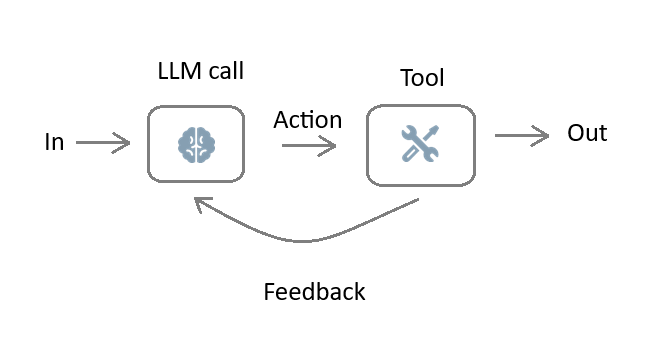 LLM call
Tool
In
Action
Out
Feedback